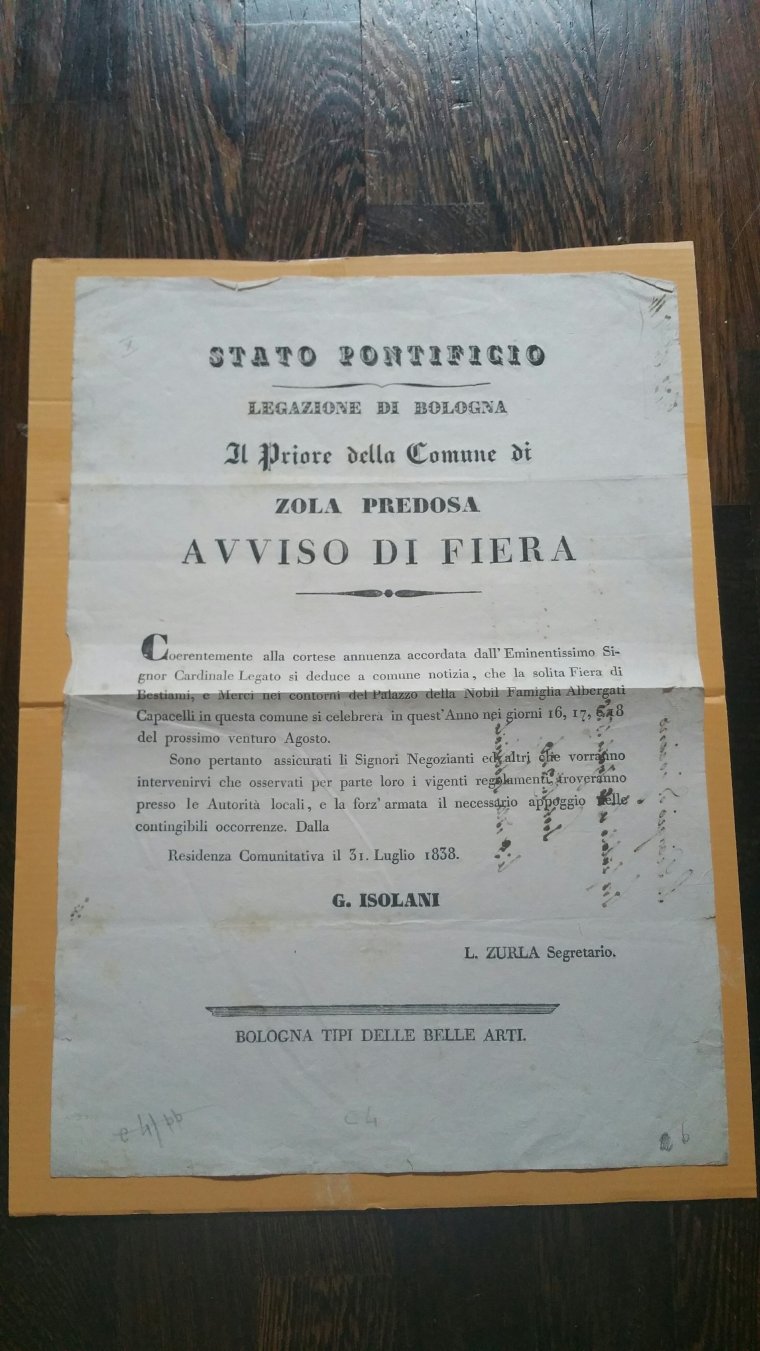 STATO PONTIFICIO
LEGAZIONE DI BOLOGNA
Il Priore della Comune di
ZOLA PREDOSA
AVVISO DI FIERA
Coerentemente alla cortese annuenza accordata dall'Eminentissimo Si-
gnor Cardinale Legato si deduce a comune notizia, che la solita Fiera di
Bestiami, e Merci nei contorni del Palazzo della Nobil Famiglia Albergati
Capacelli in questa comune si celebrerà in quest'Anno nei giorni 16, 17, e 18
del prossimo venturo Agosto.
Sono pertanto assicurati li Signori Negozianti ed altri che vorranno
intervenirvi che osservati per parte loro i vigenti regolamenti troveranno
presso le Autorità locali, e la forz'armata il necessario appoggio nelle
contingibili occorrenze. Dalla
Residenza Comunitativa il 31. Luglio 1838.
G. ISOLANI
L. ZURLA Segretario.
BOLOGNA TIPI DELLE BELLE ARTI.